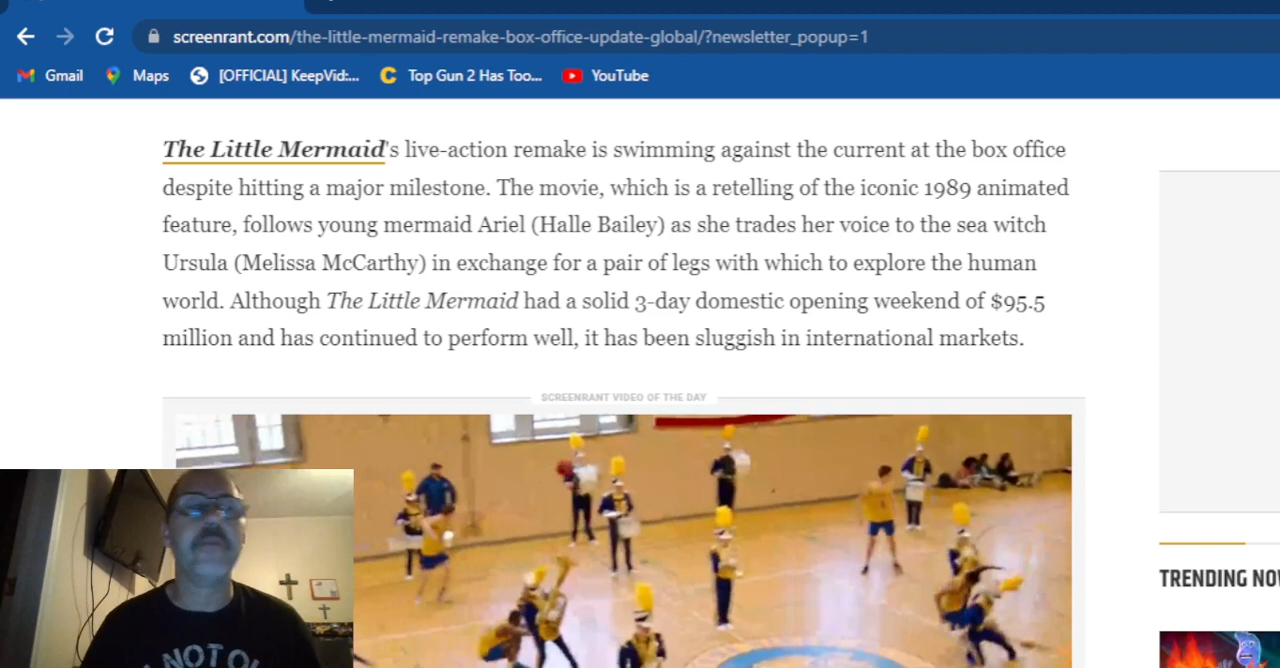 screenrant.com/the-little-mermaid-remake-box-office-update-global/?newsletter_popup=1
Gmail Maps [OFFICIAL] KeepVid:... Top Gun 2 Has Too... YouTube
The Little Mermaid's live-action remake is swimming against the current at the box office
despite hitting a major milestone. The movie, which is a retelling of the iconic 1989 animated
feature, follows young mermaid Ariel (Halle Bailey) as she trades her voice to the sea witch
Ursula (Melissa McCarthy) in exchange for a pair of legs with which to explore the human
world. Although The Little Mermaid had a solid 3-day domestic opening weekend of $95.5
million and has continued to perform well, it has been sluggish in international markets.
SCREENRANT VIDEO OF THE DAY
TRENDING NO
NOT